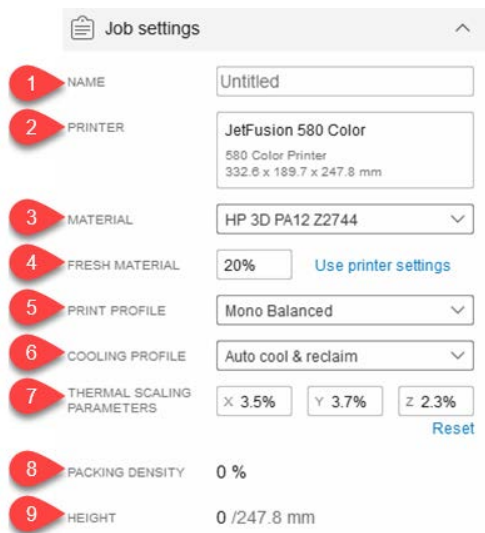 Job settings
1 NAME Untitled
2 PRINTER JetFusion 580 Color
580 Color Printer
332.6 x 189.7 x 247.8 mm
3 MATERIAL HP 3D PA12 Z2744
4 FRESH MATERIAL 20% Use printer settings
5 PRINT PROFILE Mono Balanced
6 COOLING PROFILE Auto cool & reclaim
7 THERMAL SCALING PARAMETERS X 3.5% Y 3.7% Z 2.3%
Reset
8 PACKING DENSITY 0 %
9 HEIGHT 0 /247.8 mm